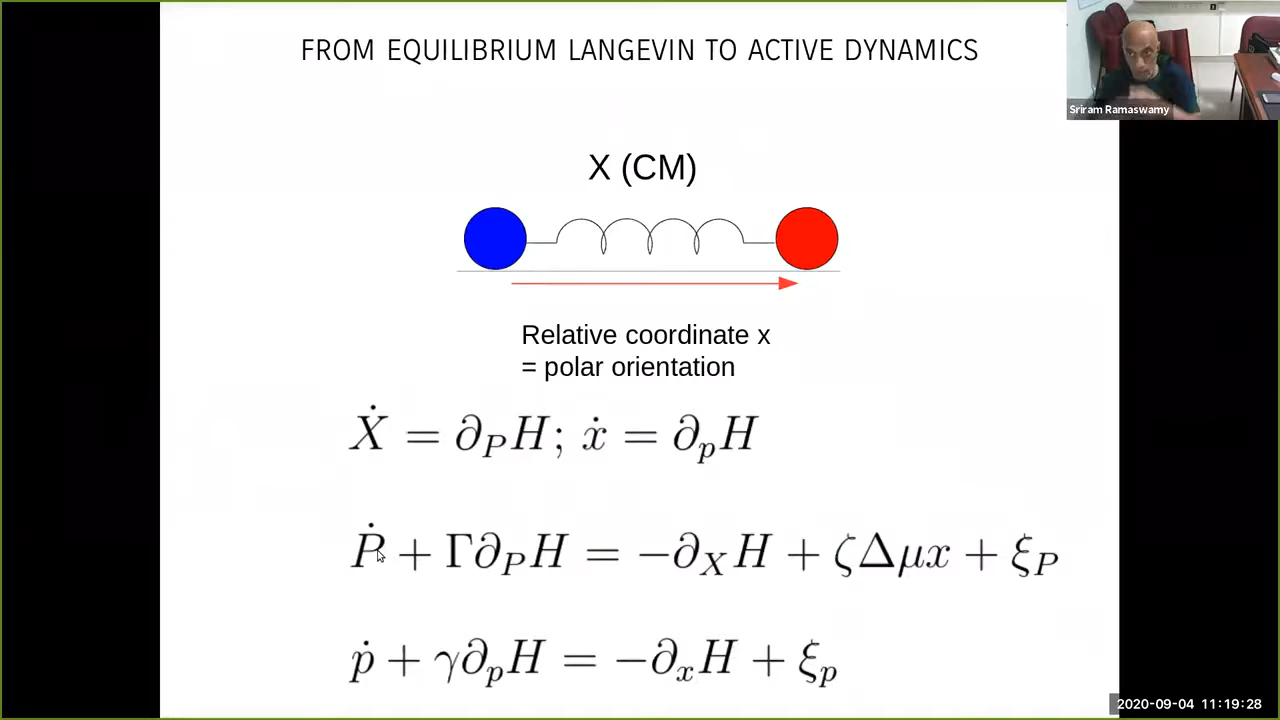 FROM EQUILIBRIUM LANGEVIN TO ACTIVE DYNAMICS
Sriram Ramaswamy
X (CM)
Relative coordinate x
= polar orientation
Ẋ = ∂_P H; ẋ = ∂_p H
Ṗ + Γ∂_P H = −∂_X H + ζΔμx + ξ_P
ṗ + γ∂_p H = −∂_x H + ξ_p
2020-09-04 11:19:28